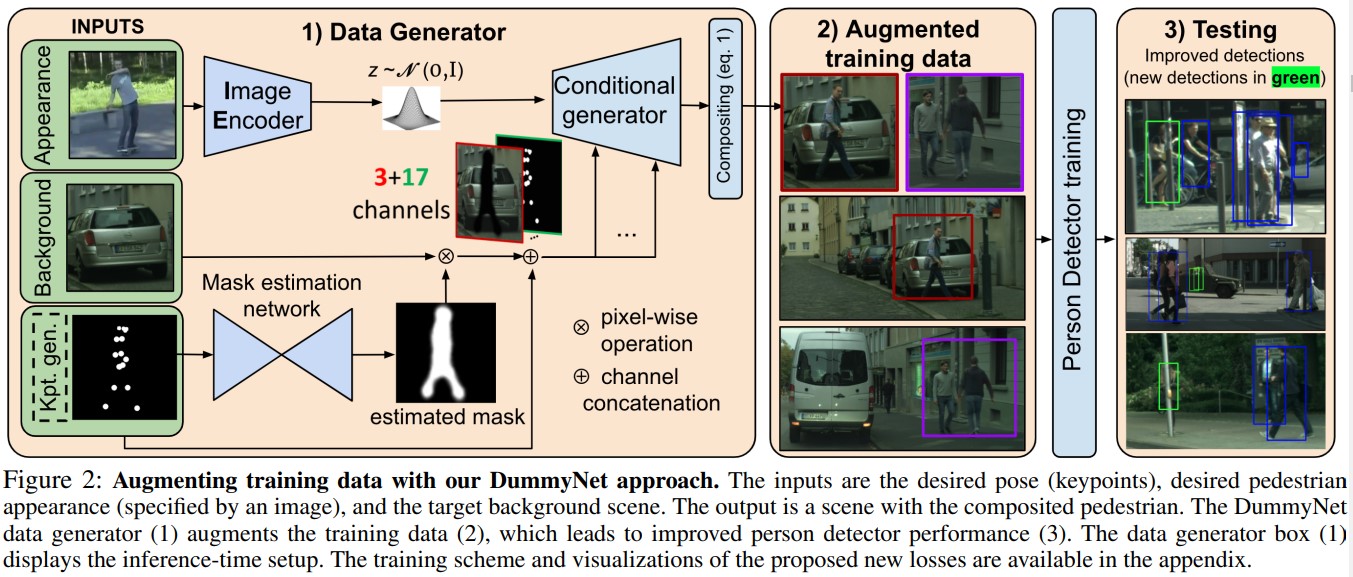 INPUTS
1) Data Generator
Appearance
Image
Encoder
z ~ 𝒩 (0,I)
Conditional
generator
Compositing (eq. 1)
3+17
channels
...
...
Background
Mask estimation
network
Kpt. gen.
estimated mask
⊗ pixel-wise
operation
⊕ channel
concatenation
2) Augmented
training data
Person Detector training
3) Testing
Improved detections
(new detections in green)
Figure 2: Augmenting training data with our DummyNet approach. The inputs are the desired pose (keypoints), desired pedestrian
appearance (specified by an image), and the target background scene. The output is a scene with the composited pedestrian. The DummyNet
data generator (1) augments the training data (2), which leads to improved person detector performance (3). The data generator box (1)
displays the inference-time setup. The training scheme and visualizations of the proposed new losses are available in the appendix.